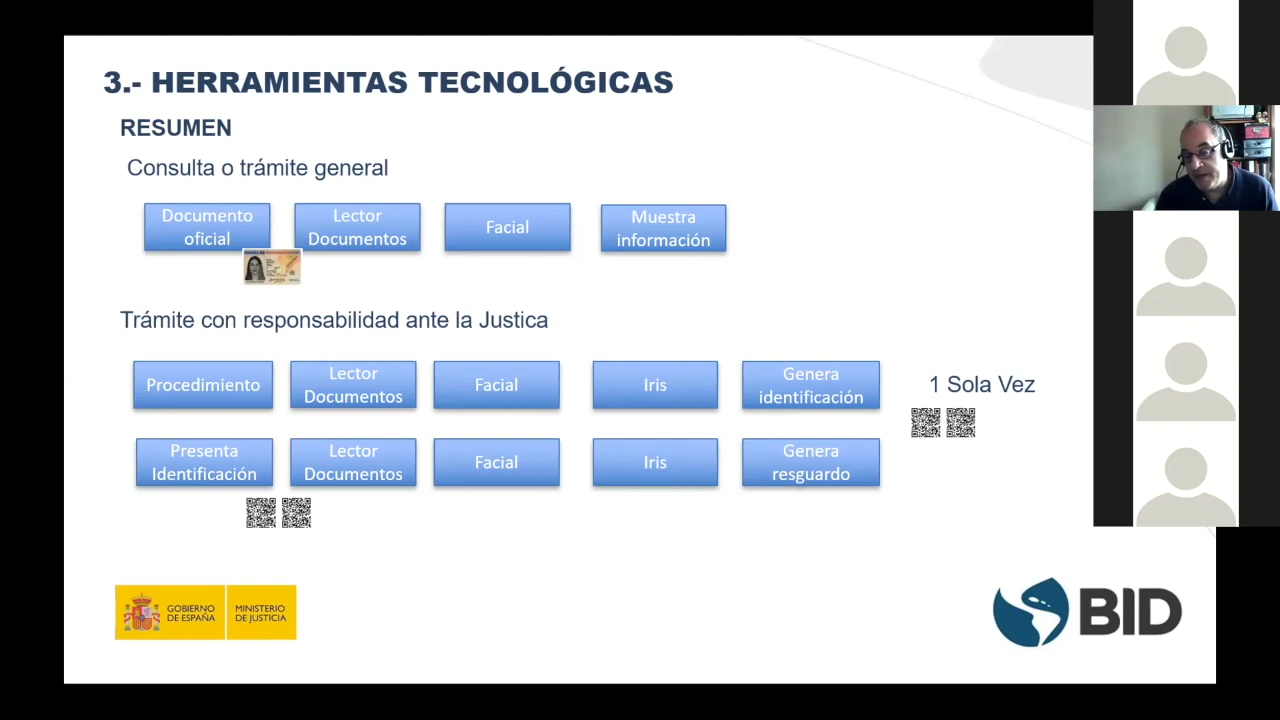 3.- HERRAMIENTAS TECNOLÓGICAS
RESUMEN
Consulta o trámite general
Documento
oficial
Lector
Documentos
Facial
Muestra
información
Trámite con responsabilidad ante la Justica
Procedimiento
Lector
Documentos
Facial
Iris
Genera
identificación
1 Sola Vez
Presenta
Identificación
Lector
Documentos
Facial
Iris
Genera
resguardo
GOBIERNO
DE ESPAÑA
MINISTERIO
DE JUSTICIA
BID